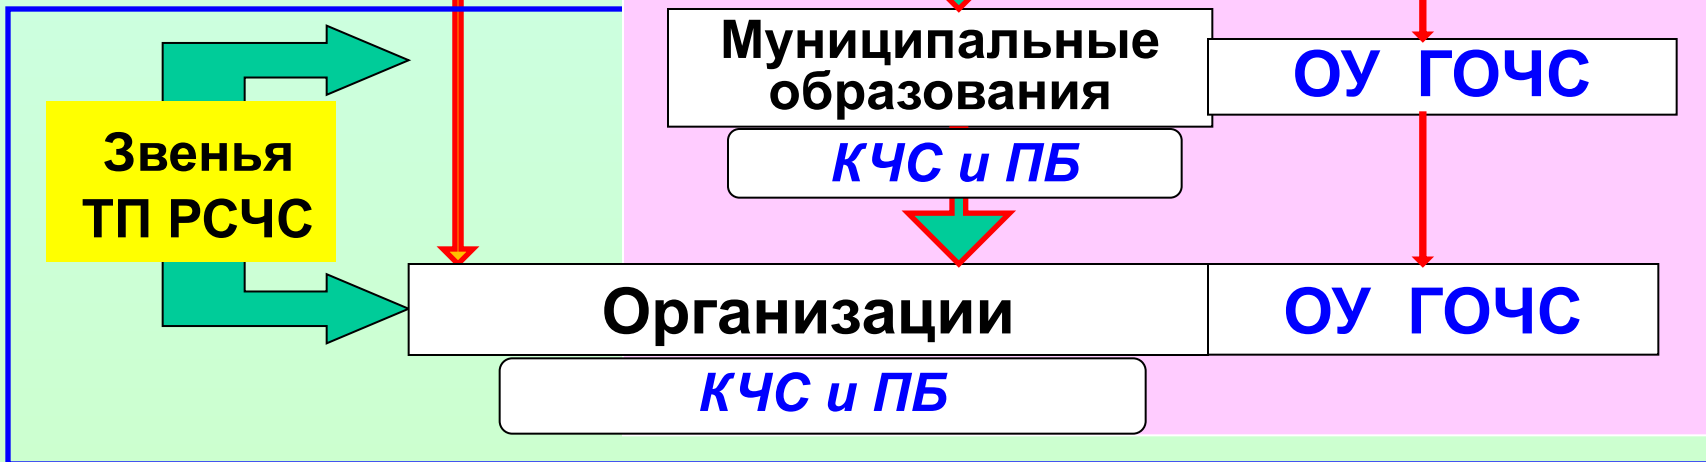 Муниципальные
образования
ОУ ГОЧС
КЧС и ПБ
Звенья
ТП РСЧС
Организации
ОУ ГОЧС
КЧС и ПБ